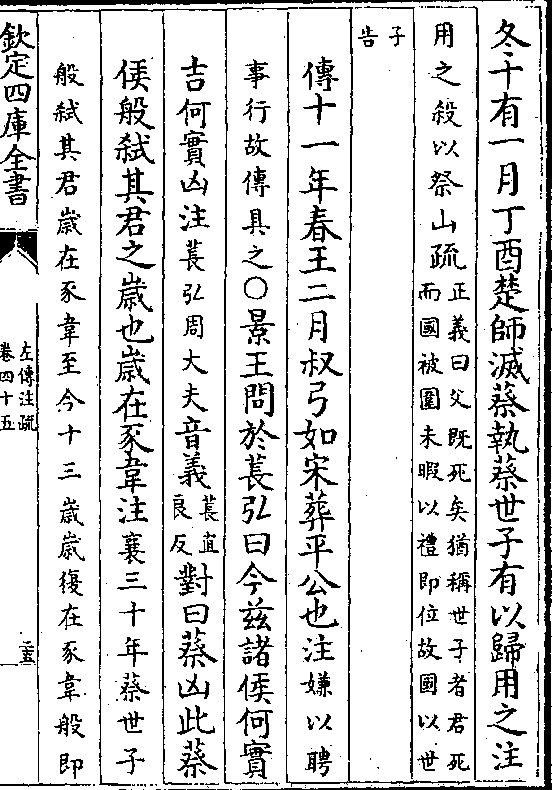 冬十有一月丁酉楚師滅蔡執蔡世子有以歸用之注
用之殺以祭山疏正義曰父既死矣猶稱世子者君死
而國被圍未暇以禮即位故國以世
子
告
傳十一年春王二月叔弓如宋葬平公也注嫌以聘
事行故傳具之○景王問於萇弘曰今兹諸侯何實
吉何實凶注萇弘周大夫音義萇直
良反對曰蔡凶此蔡
侯般弑其君之歲也歲在豕韋注襄三十年蔡世子
般弑其君歲在豕韋至今十三歲歲復在豕韋般即
欽定四庫全書
左傳注疏
卷四十五
二五